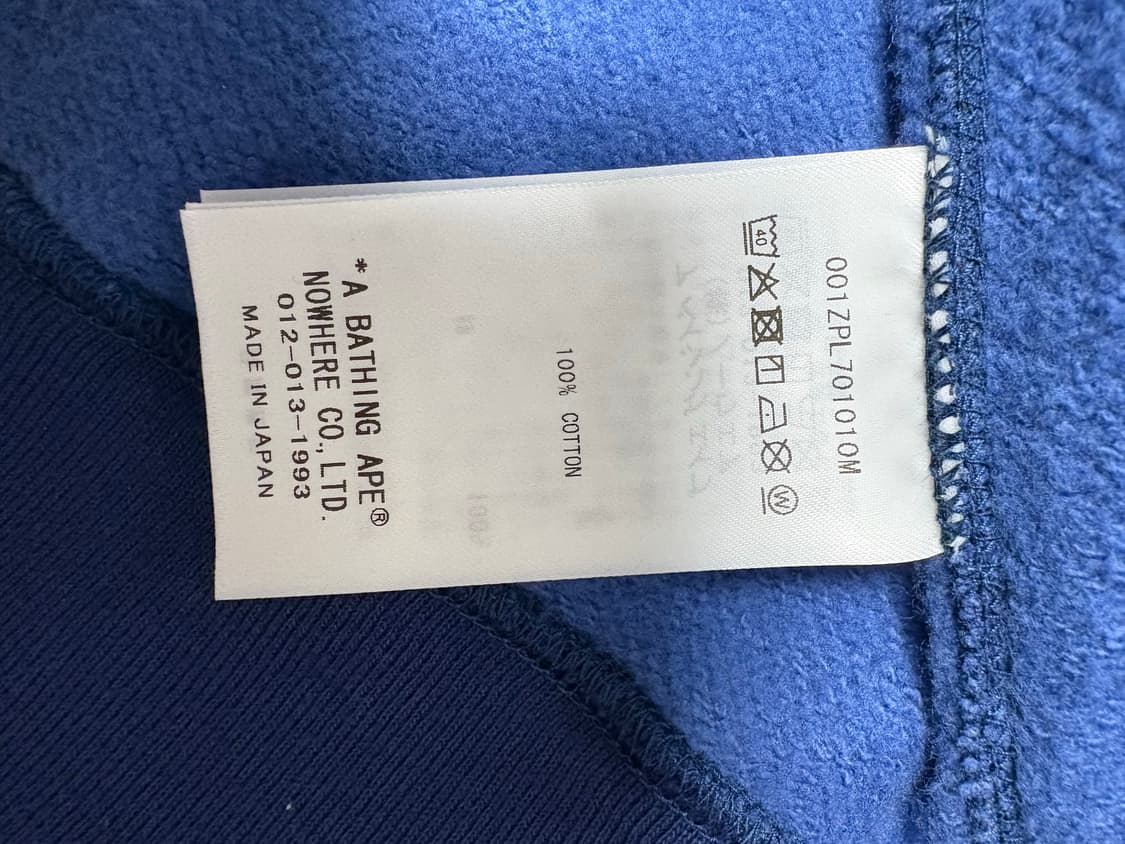 001ZPL701010M
40 W
100% COTTON
*A BATHING APE®
NOWHERE CO.,LTD.
012-013-1993
MADE IN JAPAN